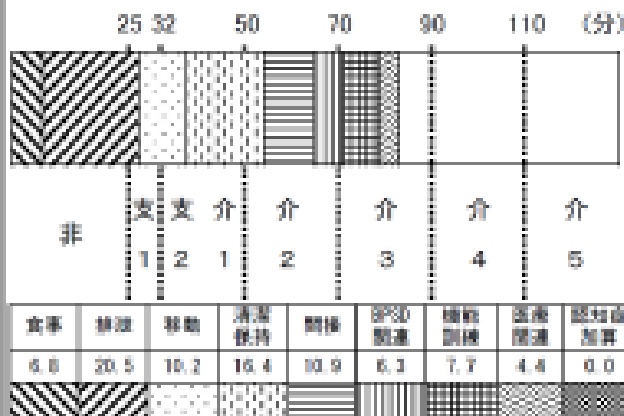 25 32 50 70 90 110 (分)
非 支 支 介 介 介 介 介
1 2 1 2 3 4 5
食事 排泄 移動 清潔保持 間接 BPSD関連 機能訓練 医療関連 認知症加算
6.8 20.5 10.2 16.4 10.9 6.3 7.7 4.4 0.0